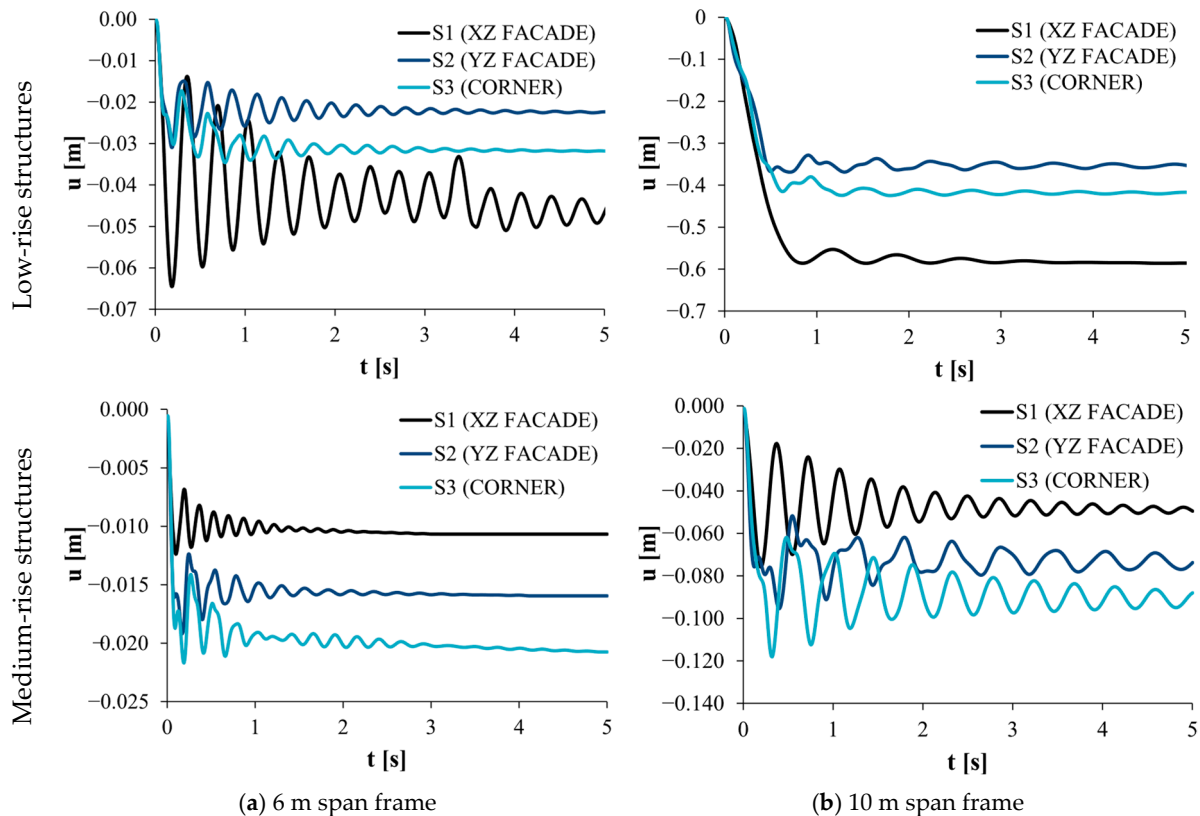 Low-rise structures
0.00
−0.01
−0.02
−0.03
−0.04
−0.05
−0.06
−0.07
u [m]
S1 (XZ FACADE)
S2 (YZ FACADE)
S3 (CORNER)
0 1 2 3 4 5
t [s]
0
−0.1
−0.2
−0.3
−0.4
−0.5
−0.6
−0.7
u [m]
S1 (XZ FACADE)
S2 (YZ FACADE)
S3 (CORNER)
0 1 2 3 4 5
t [s]
Medium-rise structures
0.000
−0.005
−0.010
−0.015
−0.020
−0.025
u [m]
S1 (XZ FACADE)
S2 (YZ FACADE)
S3 (CORNER)
0 1 2 3 4 5
t [s]
0.000
−0.020
−0.040
−0.060
−0.080
−0.100
−0.120
−0.140
u [m]
S1 (XZ FACADE)
S2 (YZ FACADE)
S3 (CORNER)
0 1 2 3 4 5
t [s]
(a) 6 m span frame
(b) 10 m span frame